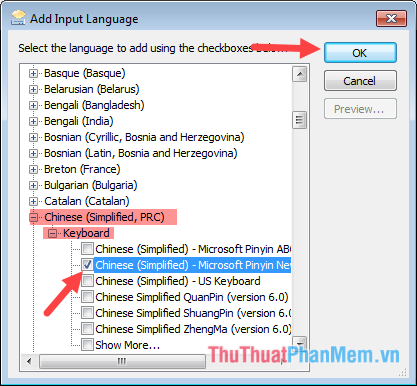 Add Input Language
Select the language to add using the checkboxes below.
OK
Cancel
Preview...
Basque (Basque)
Belarusian (Belarus)
Bengali (Bangladesh)
Bengali (India)
Bosnian (Cyrillic, Bosnia and Herzegovina)
Bosnian (Latin, Bosnia and Herzegovina)
Breton (France)
Bulgarian (Bulgaria)
Catalan (Catalan)
Chinese (Simplified, PRC)
Keyboard
Chinese (Simplified) - Microsoft Pinyin ABC
Chinese (Simplified) - Microsoft Pinyin Nev
Chinese (Simplified) - US Keyboard
Chinese Simplified QuanPin (version 6.0)
Chinese Simplified ShuangPin (version 6.0)
Chinese Simplified ZhengMa (version 6.0)
Show More...
ThuThuatPhanMem.vn